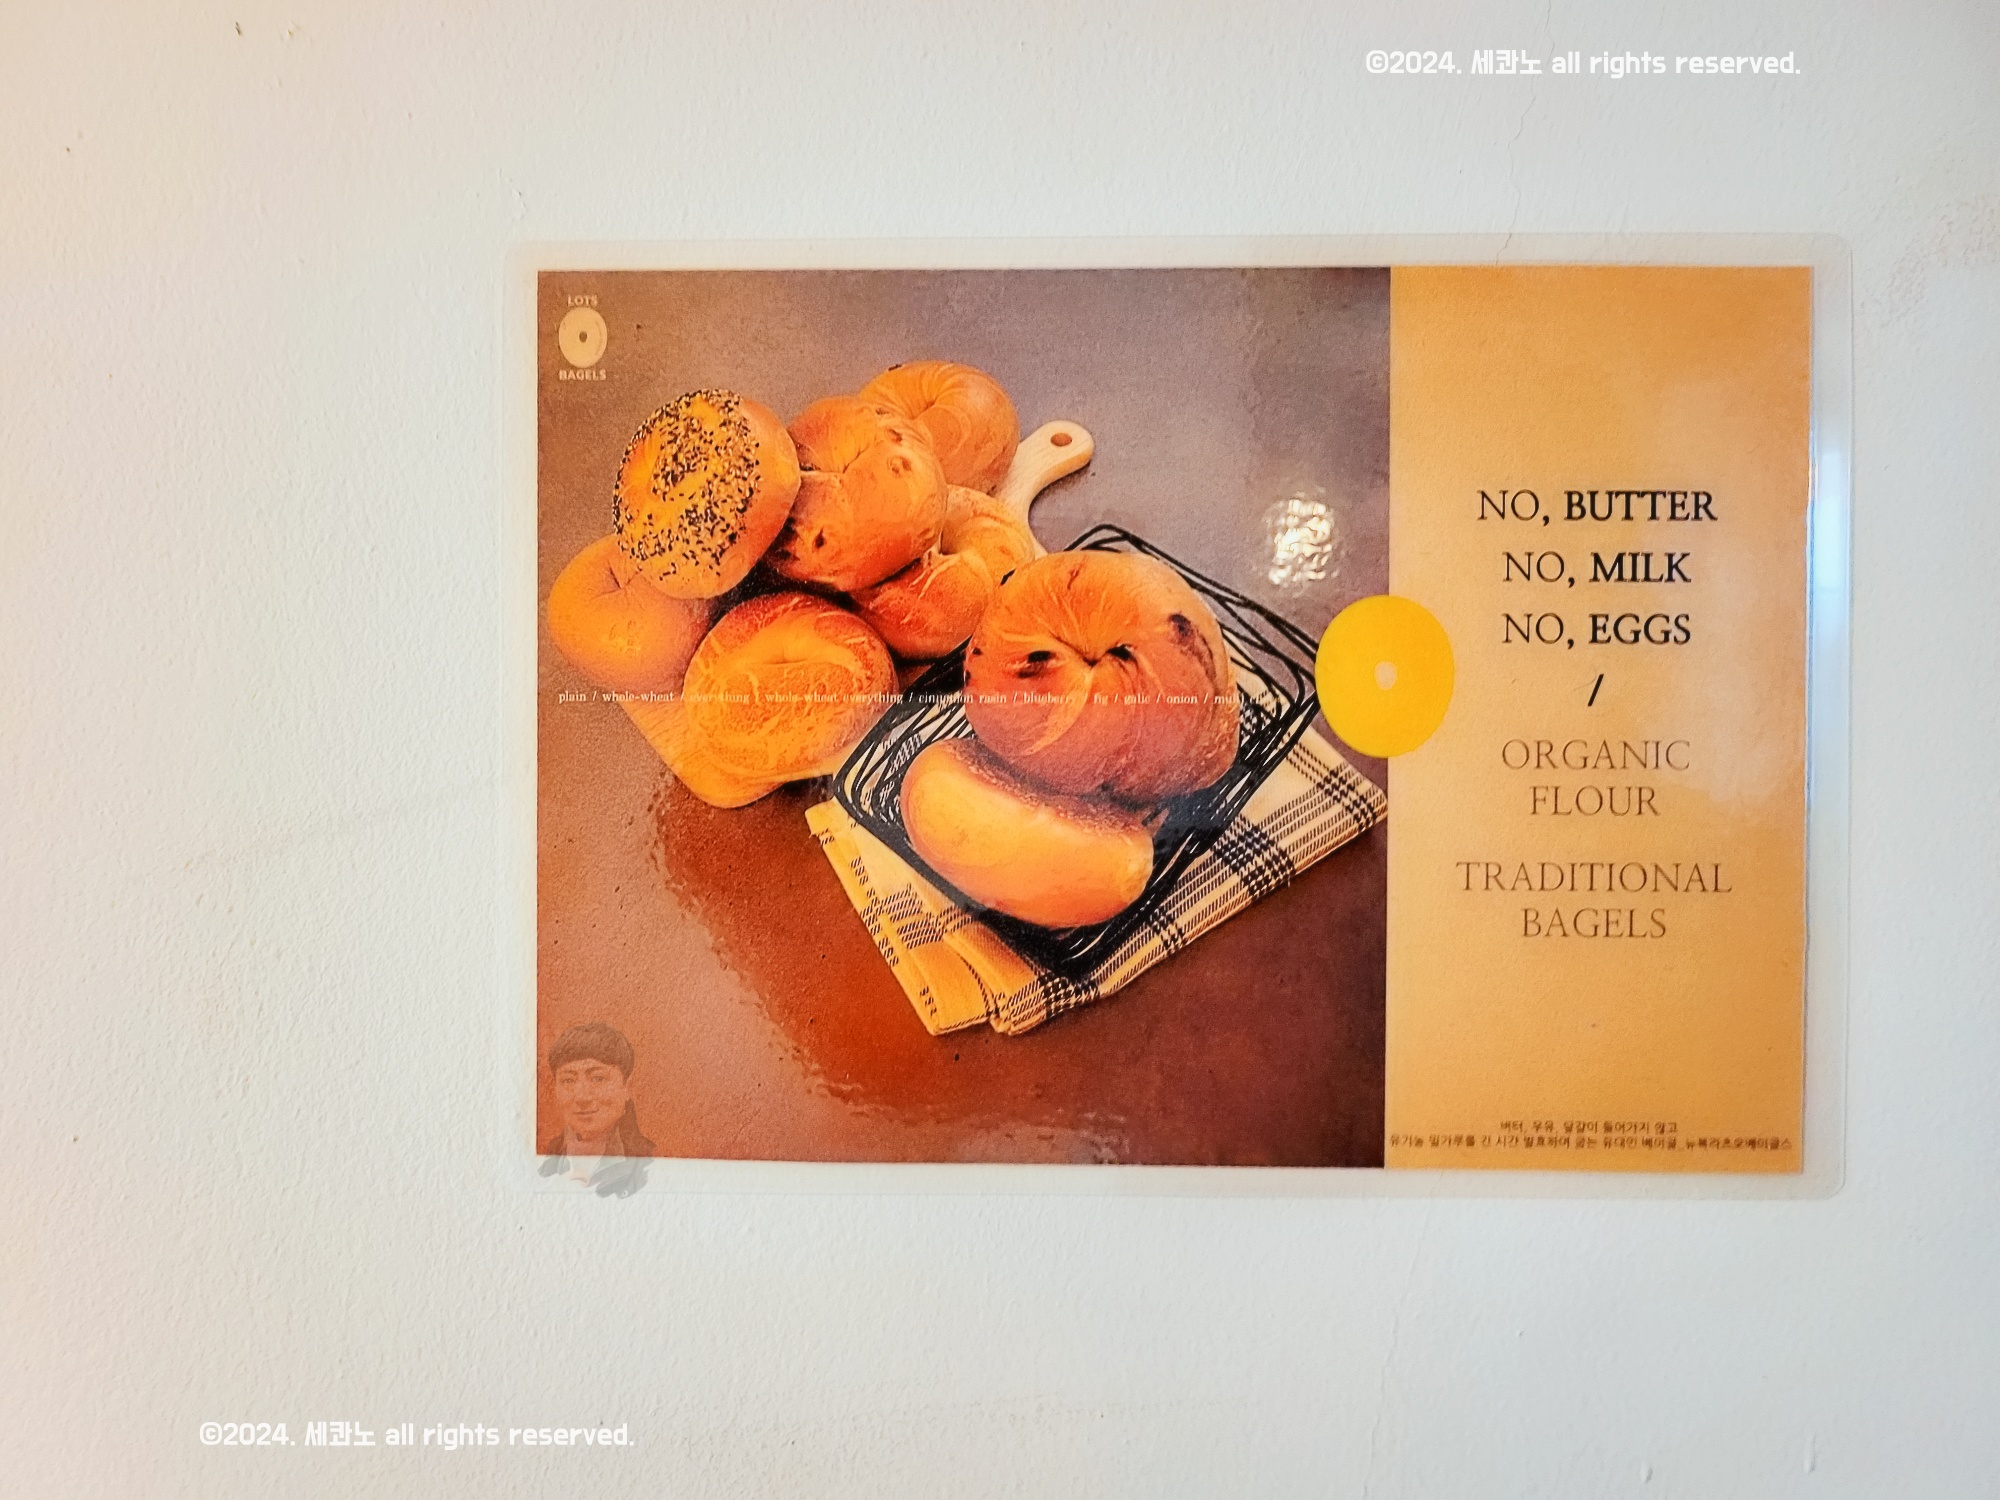 ©2024. 세콴노 all rights reserved.
LOTS
BAGELS
plain / whole-wheat / everything / whole-wheat everything / cinnamon rasin / blueberry / fig / galic / onion /
NO, BUTTER
NO, MILK
NO, EGGS
/
ORGANIC
FLOUR
TRADITIONAL
BAGELS
버터, 우유, 달걀이 들어가지 않고
유기농 밀가루를 긴 시간 발효하여 굽는 유대인 베이글_뉴욕라츠오베이글스
©2024. 세콴노 all rights reserved.